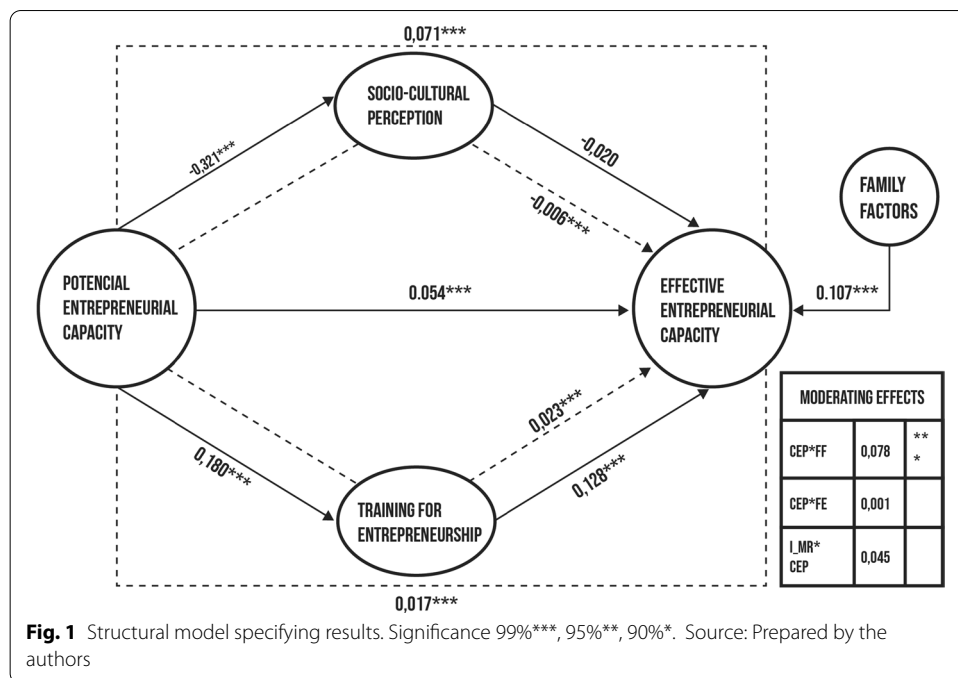 0,071***
SOCIO-CULTURAL
PERCEPTION
-0,321***
-0,020
-0,006***
FAMILY
FACTORS
POTENCIAL
ENTREPRENEURIAL
CAPACITY
0.054***
EFFECTIVE
ENTREPRENEURIAL
CAPACITY
0.107***
0,023***
0,180***
0,128***
TRAINING FOR
ENTREPRENEURSHIP
0,017***
MODERATING EFFECTS
CEP*FF 0,078 **
*
CEP*FE 0,001
I_MR*
CEP 0,045
Fig. 1 Structural model specifying results. Significance 99%***, 95%**, 90%*. Source: Prepared by the
authors